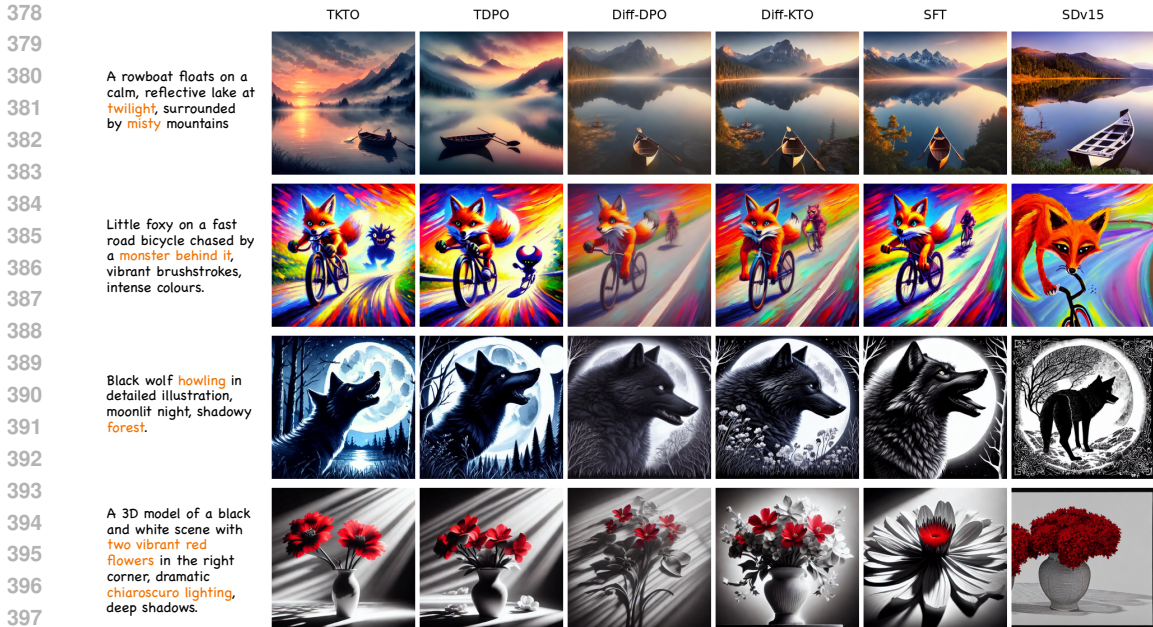 TKTO TDPO Diff-DPO Diff-KTO SFT SDv15
378
379
380
381
382
383
384
385
386
387
388
389
390
391
392
393
394
395
396
397
A rowboat floats on a
calm, reflective lake at
twilight, surrounded
by misty mountains
Little foxy on a fast
road bicycle chased by
a monster behind it,
vibrant brushstrokes,
intense colours.
Black wolf howling in
detailed illustration,
moonlit night, shadowy
forest.
A 3D model of a black
and white scene with
two vibrant red
flowers in the right
corner, dramatic
chiaroscuro lighting,
deep shadows.